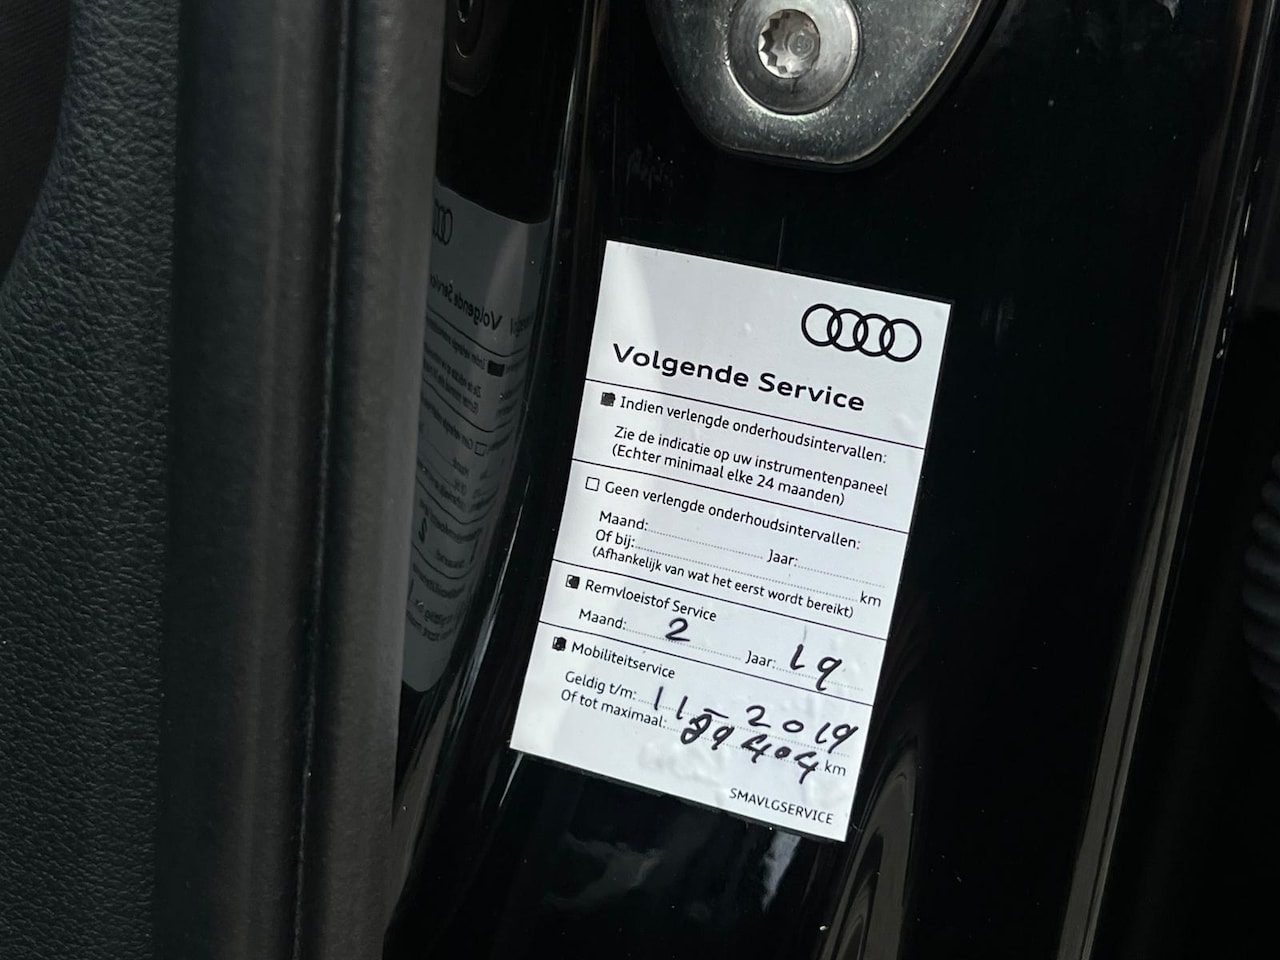 Volgende Service
Indien verlengde onderhoudsintervallen:
Zie de indicatie op uw instrumentenpaneel
(Echter minimaal elke 24 maanden)
Geen verlengde onderhoudsintervallen:
Maand: Jaar:
Of bij: km
(Afhankelijk van wat het eerst wordt bereikt)
Remvloeistof Service
Maand: 2 Jaar: 19
Mobiliteitservice
Geldig t/m: 11-2019
Of tot maximaal: 89404 km
SMAVLGSERVICE